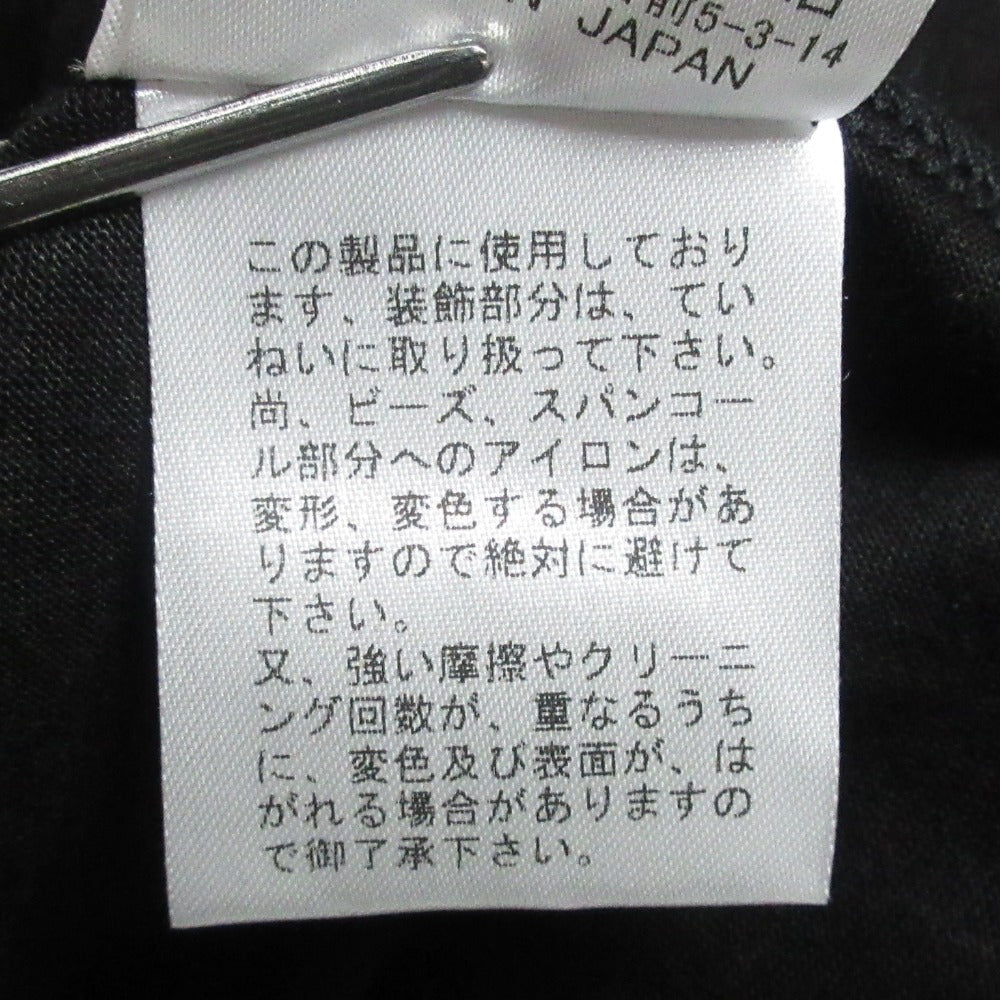 前5-3-14
JAPAN
この製品に使用しており
ます、装飾部分は、てい
ねいに取り扱って下さい。
尚、ビーズ、スパンコー
ル部分へのアイロンは、
変形、変色する場合があ
りますので絶対に避けて
下さい。
又、強い摩擦やクリーニ
ング回数が、重なるうち
に、変色及び表面が、は
がれる場合がありますの
で御了承下さい。